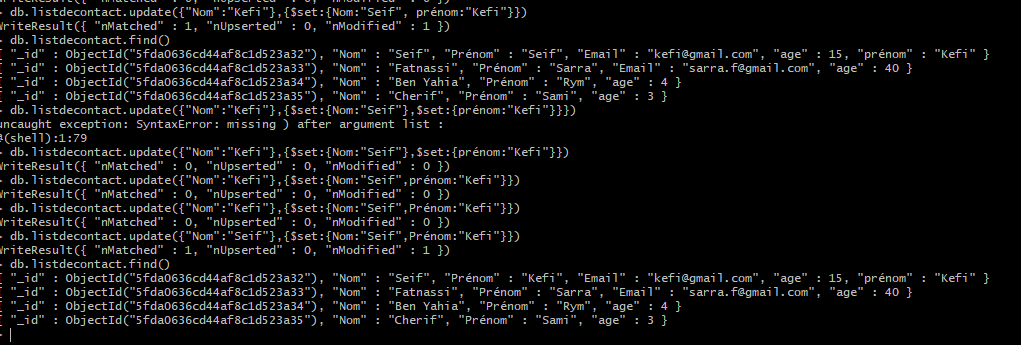 WriteResult({ "nMatched" : 0, "nUpserted" : 0, "nModified" : 0 })
> db.listdecontact.update({"Nom":"Kefi"},{$set:{Nom:"Seif", prénom:"Kefi"}})
WriteResult({ "nMatched" : 1, "nUpserted" : 0, "nModified" : 1 })
> db.listdecontact.find()
{ "_id" : ObjectId("5fda0636cd44af8c1d523a32"), "Nom" : "Seif", "Prénom" : "Seif", "Email" : "kefi@gmail.com", "age" : 15, "prénom" : "Kefi" }
{ "_id" : ObjectId("5fda0636cd44af8c1d523a33"), "Nom" : "Fatnassi", "Prénom" : "Sarra", "Email" : "sarra.f@gmail.com", "age" : 40 }
{ "_id" : ObjectId("5fda0636cd44af8c1d523a34"), "Nom" : "Ben Yahia", "Prénom" : "Rym", "age" : 4 }
{ "_id" : ObjectId("5fda0636cd44af8c1d523a35"), "Nom" : "Cherif", "Prénom" : "Sami", "age" : 3 }
> db.listdecontact.update({"Nom":"Kefi"},{$set:{Nom:"Seif"},$set:{prénom:"Kefi"}}})
uncaught exception: SyntaxError: missing ) after argument list :
@(shell):1:79
> db.listdecontact.update({"Nom":"Kefi"},{$set:{Nom:"Seif"},$set:{prénom:"Kefi"}})
WriteResult({ "nMatched" : 0, "nUpserted" : 0, "nModified" : 0 })
> db.listdecontact.update({"Nom":"Kefi"},{$set:{Nom:"Seif",prénom:"Kefi"}})
WriteResult({ "nMatched" : 0, "nUpserted" : 0, "nModified" : 0 })
> db.listdecontact.update({"Nom":"Kefi"},{$set:{Nom:"Seif",Prénom:"Kefi"}})
WriteResult({ "nMatched" : 0, "nUpserted" : 0, "nModified" : 0 })
> db.listdecontact.update({"Nom":"Seif"},{$set:{Nom:"Seif",Prénom:"Kefi"}})
WriteResult({ "nMatched" : 1, "nUpserted" : 0, "nModified" : 1 })
> db.listdecontact.find()
{ "_id" : ObjectId("5fda0636cd44af8c1d523a32"), "Nom" : "Seif", "Prénom" : "Kefi", "Email" : "kefi@gmail.com", "age" : 15, "prénom" : "Kefi" }
{ "_id" : ObjectId("5fda0636cd44af8c1d523a33"), "Nom" : "Fatnassi", "Prénom" : "Sarra", "Email" : "sarra.f@gmail.com", "age" : 40 }
{ "_id" : ObjectId("5fda0636cd44af8c1d523a34"), "Nom" : "Ben Yahia", "Prénom" : "Rym", "age" : 4 }
{ "_id" : ObjectId("5fda0636cd44af8c1d523a35"), "Nom" : "Cherif", "Prénom" : "Sami", "age" : 3 }
>